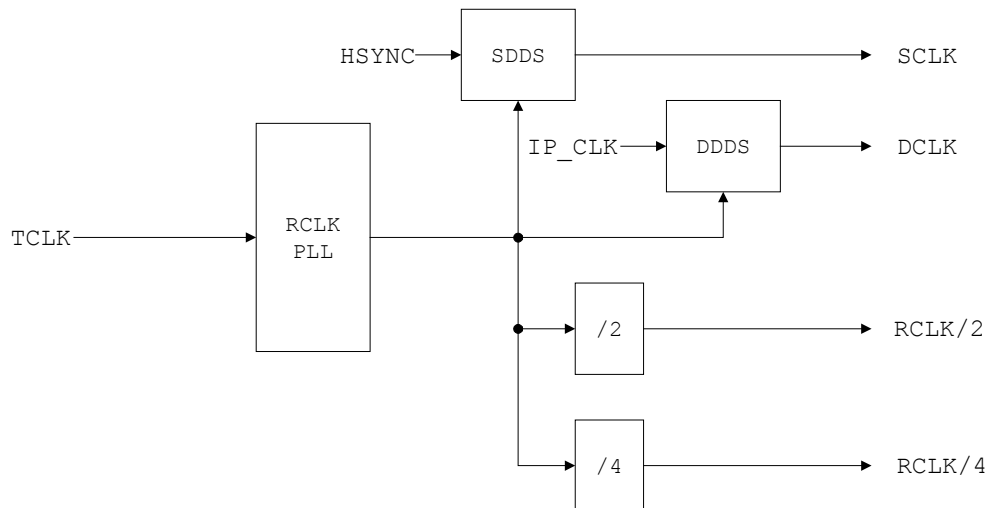 HSYNC
SDDS
SCLK
IP_CLK
DDDS
DCLK
TCLK
RCLK
PLL
/2
RCLK/2
/4
RCLK/4